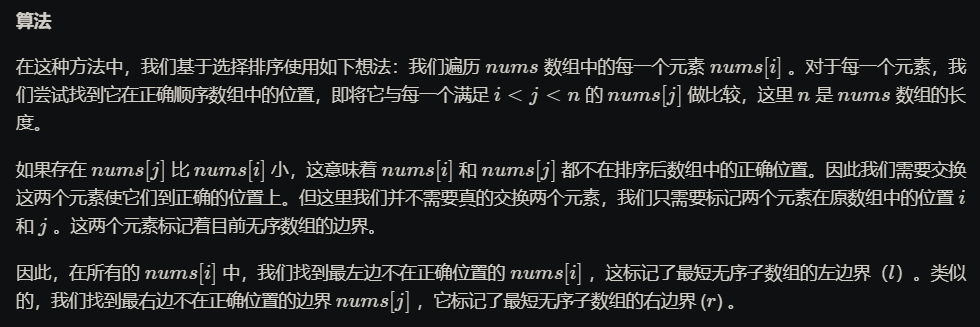 算法
在这种方法中，我们基于选择排序使用如下想法：我们遍历 nums 数组中的每一个元素 nums[i] 。对于每一个元素，我
们尝试找到它在正确顺序数组中的位置，即将它与每一个满足 i < j < n 的 nums[j] 做比较，这里 n 是 nums 数组的长
度。
如果存在 nums[j] 比 nums[i] 小，这意味着 nums[i] 和 nums[j] 都不在排序后数组中的正确位置。因此我们需要交换
这两个元素使它们到正确的位置上。但这里我们并不需要真的交换两个元素，我们只需要标记两个元素在原数组中的位置 i
和 j 。这两个元素标记着目前无序数组的边界。
因此，在所有的 nums[i] 中，我们找到最左边不在正确位置的 nums[i] ，这标记了最短无序子数组的左边界（l）。类似
的，我们找到最右边不在正确位置的边界 nums[j] ，它标记了最短无序子数组的右边界 (r) 。